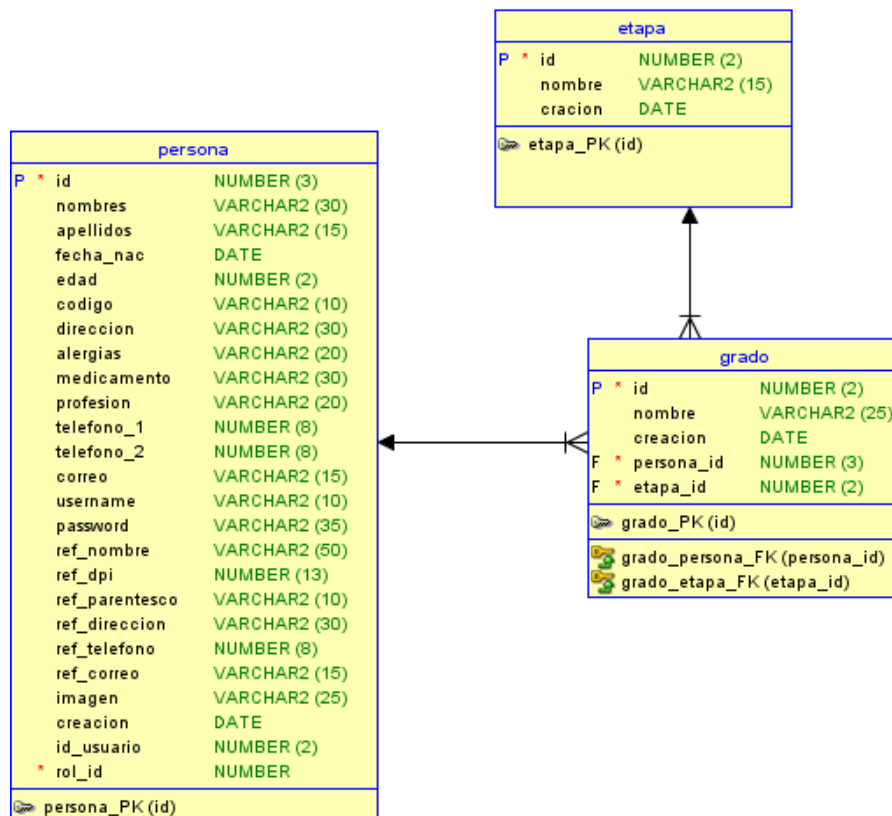 etapa
P * id NUMBER (2)
nombre VARCHAR2 (15)
cracion DATE
etapa_PK (id)
persona
P * id NUMBER (3)
nombres VARCHAR2 (30)
apellidos VARCHAR2 (15)
fecha_nac DATE
edad NUMBER (2)
codigo VARCHAR2 (10)
direccion VARCHAR2 (30)
alergias VARCHAR2 (20)
medicamento VARCHAR2 (30)
profesion VARCHAR2 (20)
telefono_1 NUMBER (8)
telefono_2 NUMBER (8)
correo VARCHAR2 (15)
username VARCHAR2 (10)
password VARCHAR2 (35)
ref_nombre VARCHAR2 (50)
ref_dpi NUMBER (13)
ref_parentesco VARCHAR2 (10)
ref_direccion VARCHAR2 (30)
ref_telefono NUMBER (8)
ref_correo VARCHAR2 (15)
imagen VARCHAR2 (25)
creacion DATE
id_usuario NUMBER (2)
* rol_id NUMBER
persona_PK (id)
grado
P * id NUMBER (2)
nombre VARCHAR2 (25)
creacion DATE
F * persona_id NUMBER (3)
F * etapa_id NUMBER (2)
grado_PK (id)
grado_persona_FK (persona_id)
grado_etapa_FK (etapa_id)